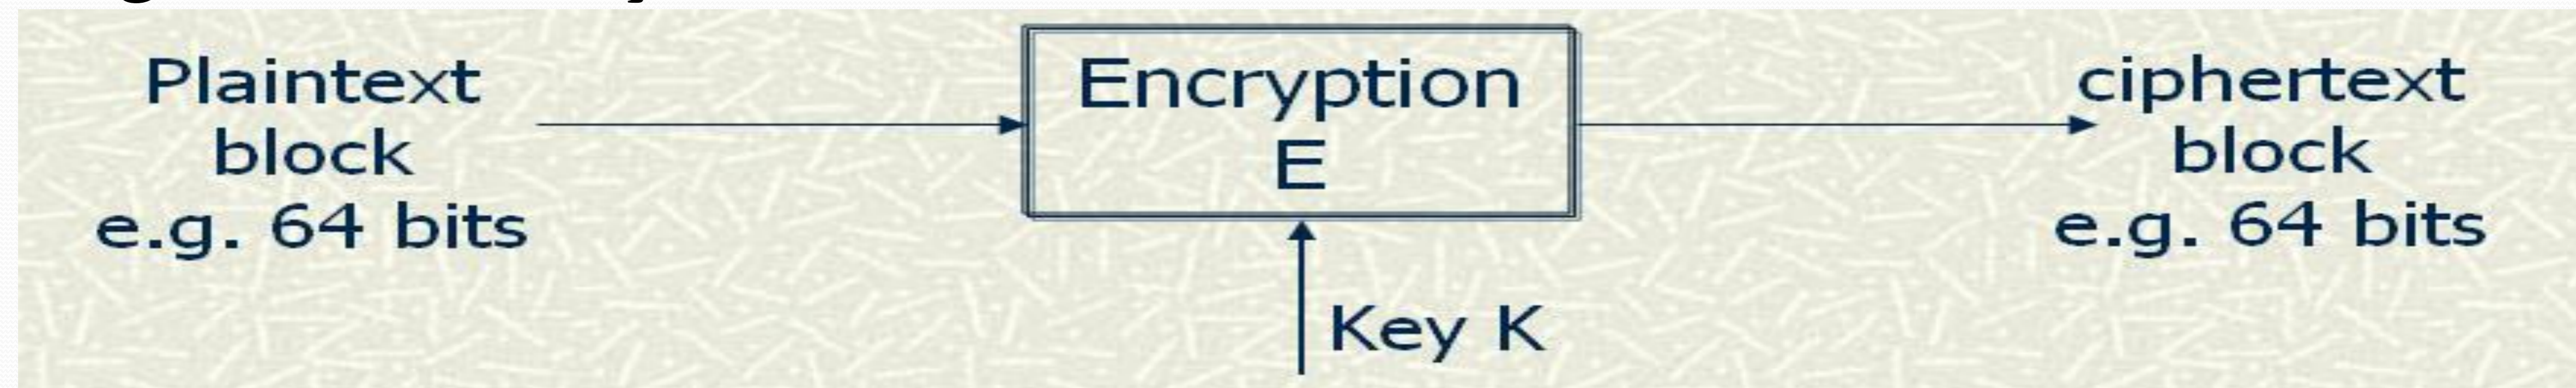 Plaintext
block
e.g. 64 bits
Encryption
E
Key K
ciphertext
block
e.g. 64 bits